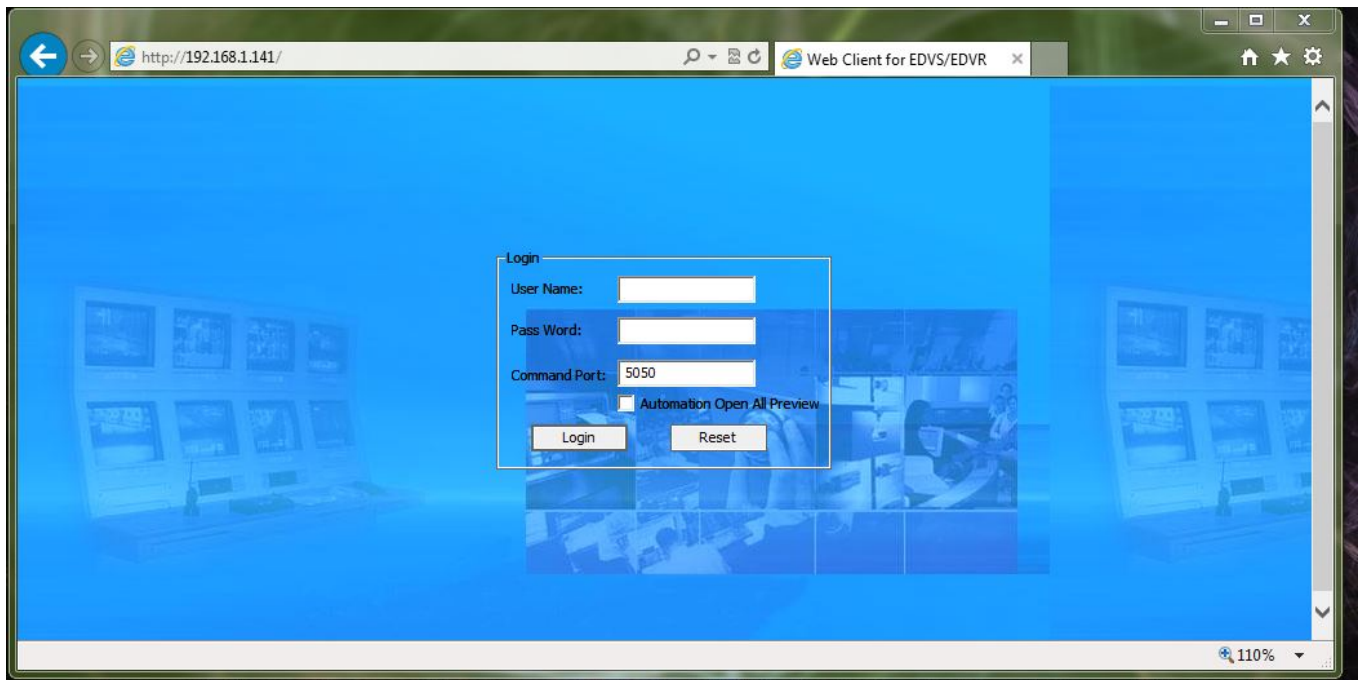 http://192.168.1.141/
Web Client for EDVS/EDVR
Login
User Name:
Pass Word:
Command Port: 5050
Automation Open All Preview
Login Reset
110%